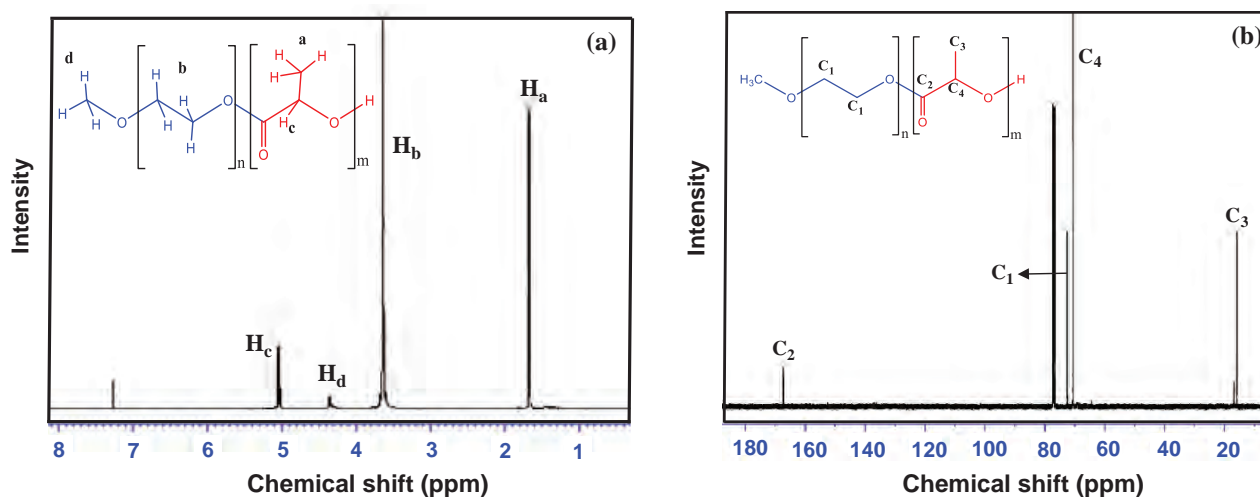 (a)
a
d
b
H
H
H
H
H
H
H
H
O
O
H
H
O
H
H
H
c
O
n
m
H
H
O
Ha
Hb
Hc
Hd
Intensity
8 7 6 5 4 3 2 1
Chemical shift (ppm)
(b)
C4
C3
C1
O
C2
H
H3C
C4
O
O
C1
O
n
m
C3
C1
C2
Intensity
180 160 140 120 100 80 60 40 20
Chemical shift (ppm)